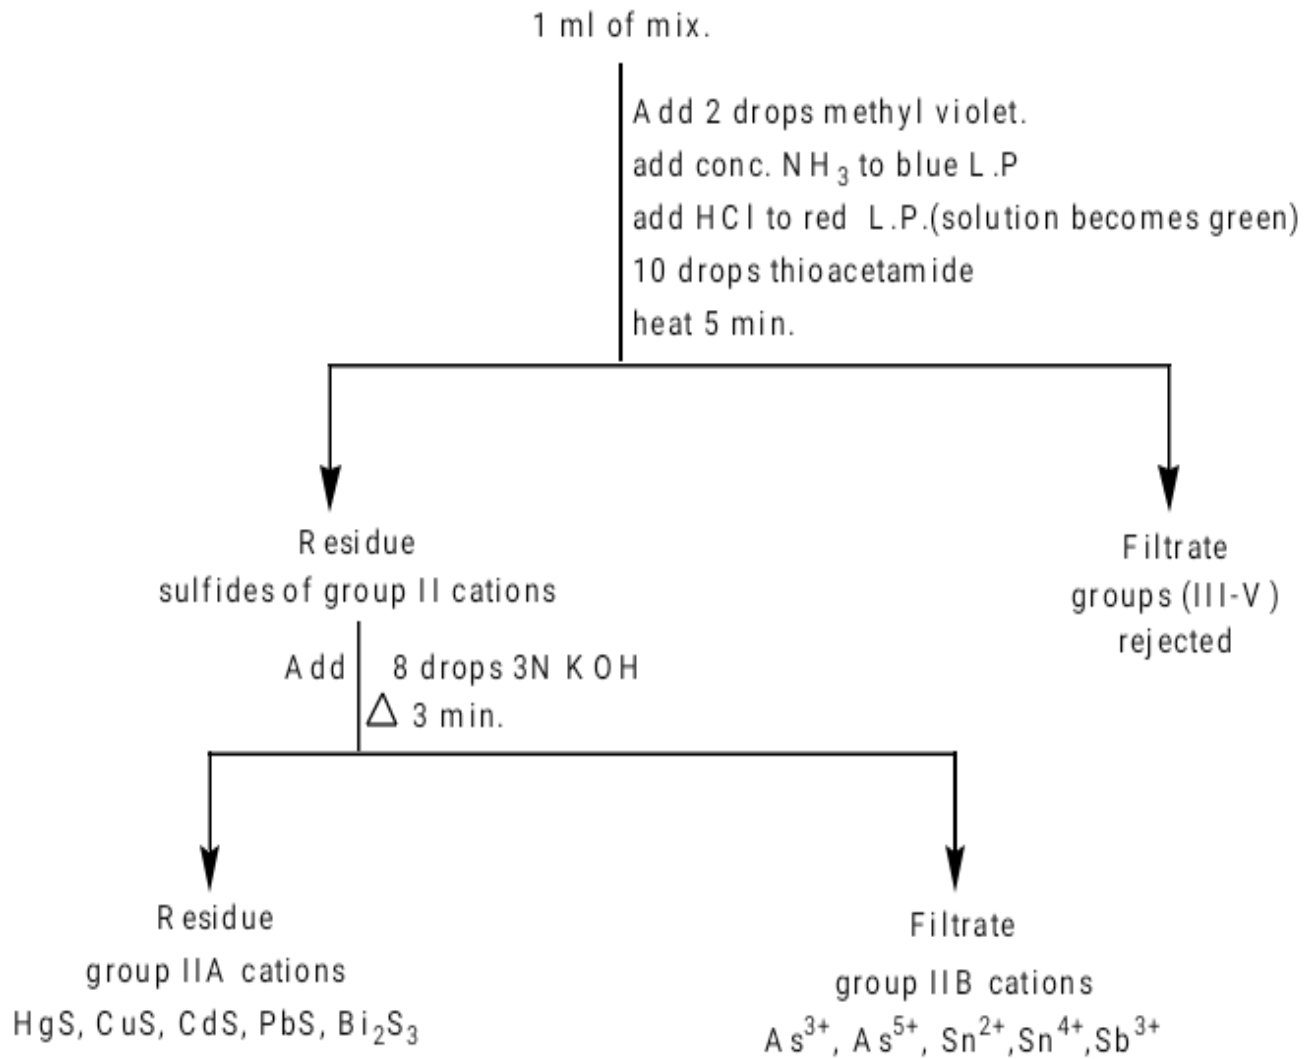 1 ml of mix.
Add 2 drops methyl violet.
add conc. NH₃ to blue L.P
add HCl to red L.P.(solution becomes green)
10 drops thioacetamide
heat 5 min.
Residue
sulfides of group II cations
Filtrate
groups (III-V)
rejected
Add 8 drops 3N KOH
△ 3 min.
Residue
group IIA cations
HgS, CuS, CdS, PbS, Bi₂S₃
Filtrate
group IIB cations
As³⁺, As⁵⁺, Sn²⁺,Sn⁴⁺,Sb³⁺